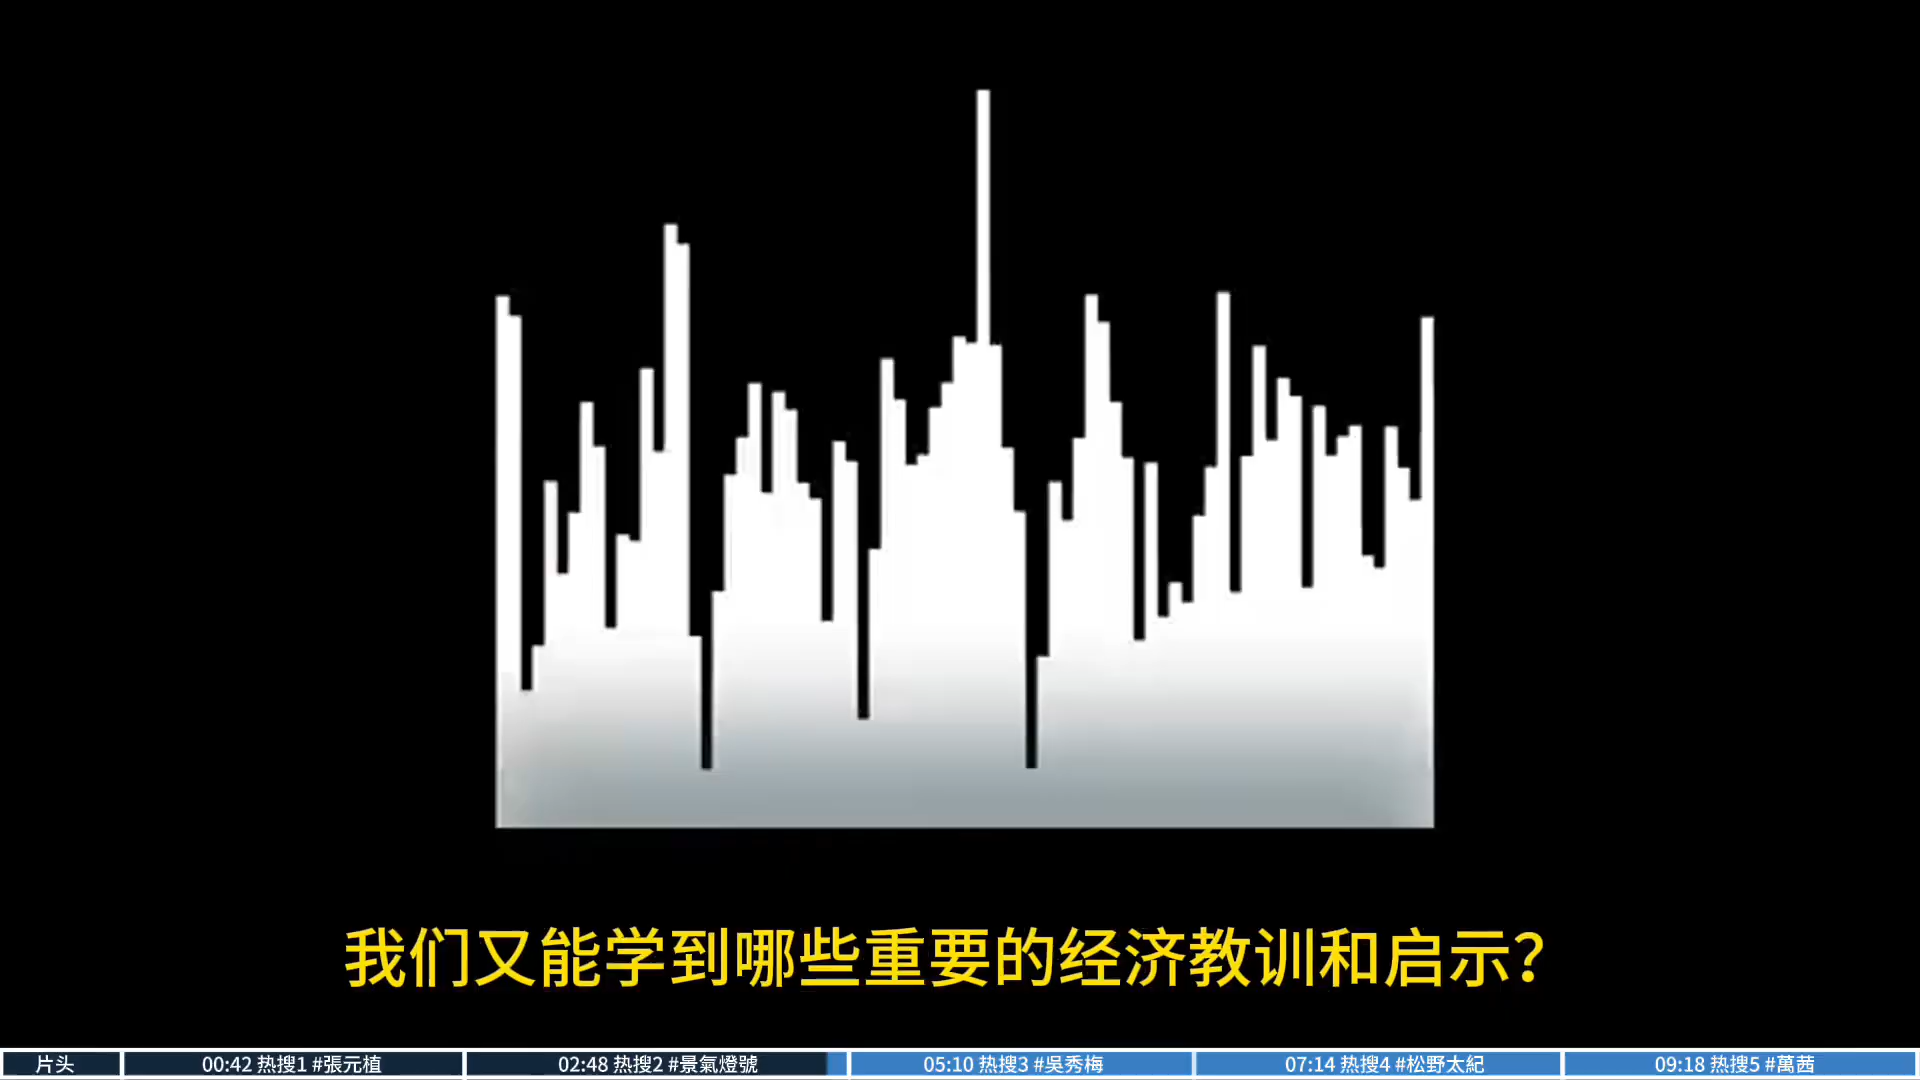 我们又能学到哪些重要的经济教训和启示？
片头 00:42 热搜1 #張元植 02:48 热搜2 #景氣燈號 05:10 热搜3 #吳秀梅 07:14 热搜4 #松野太紀 09:18 热搜5 #萬茜